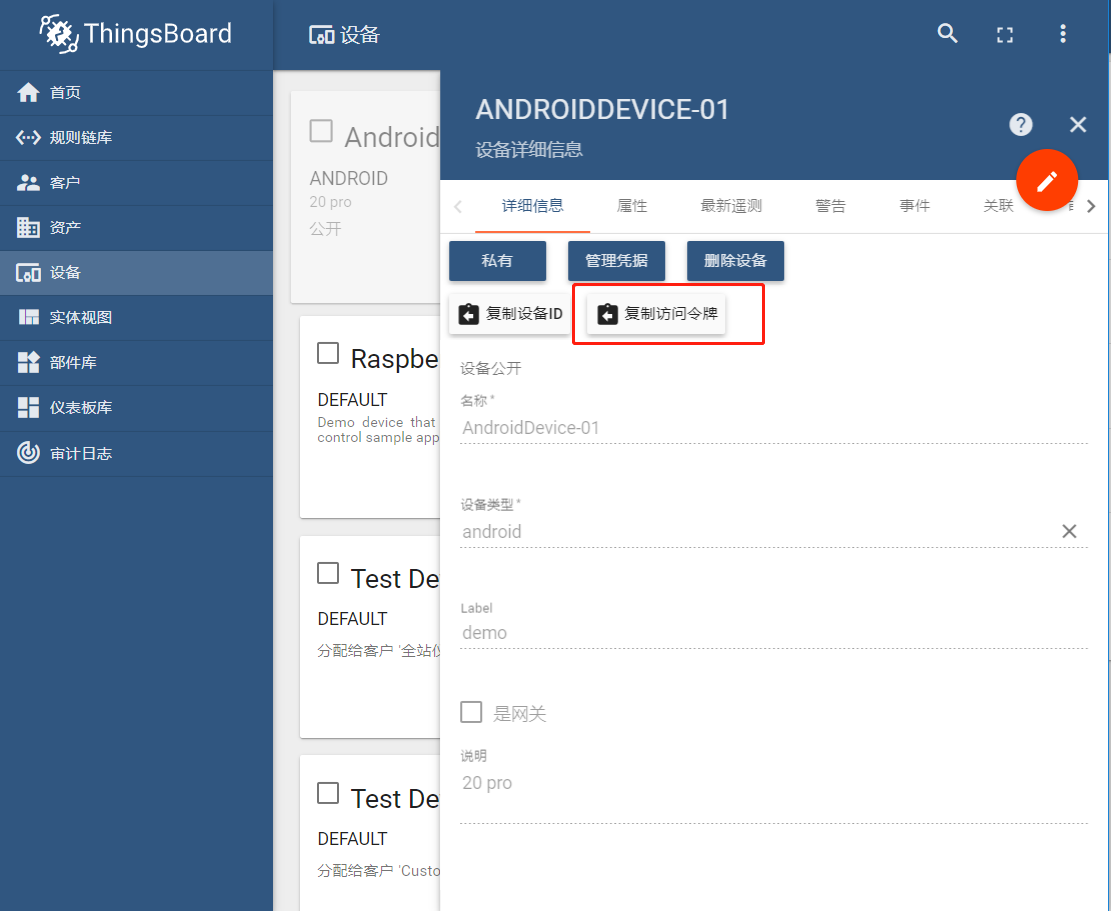 ThingsBoard
首页
规则链库
客户
资产
设备
实体视图
部件库
仪表板库
审计日志
设备
Android
ANDROID
20 pro
公开
Raspbe
DEFAULT
Demo device that
control sample app
Test De
DEFAULT
分配给客户 '全站仪
Test De
DEFAULT
分配给客户 'Custo
ANDROIDDEVICE-01
设备详细信息
详细信息 属性 最新遥测 警告 事件 关联
私有 管理凭据 删除设备
复制设备ID 复制访问令牌
设备公开
名称 *
AndroidDevice-01
设备类型 *
android
Label
demo
是网关
说明
20 pro